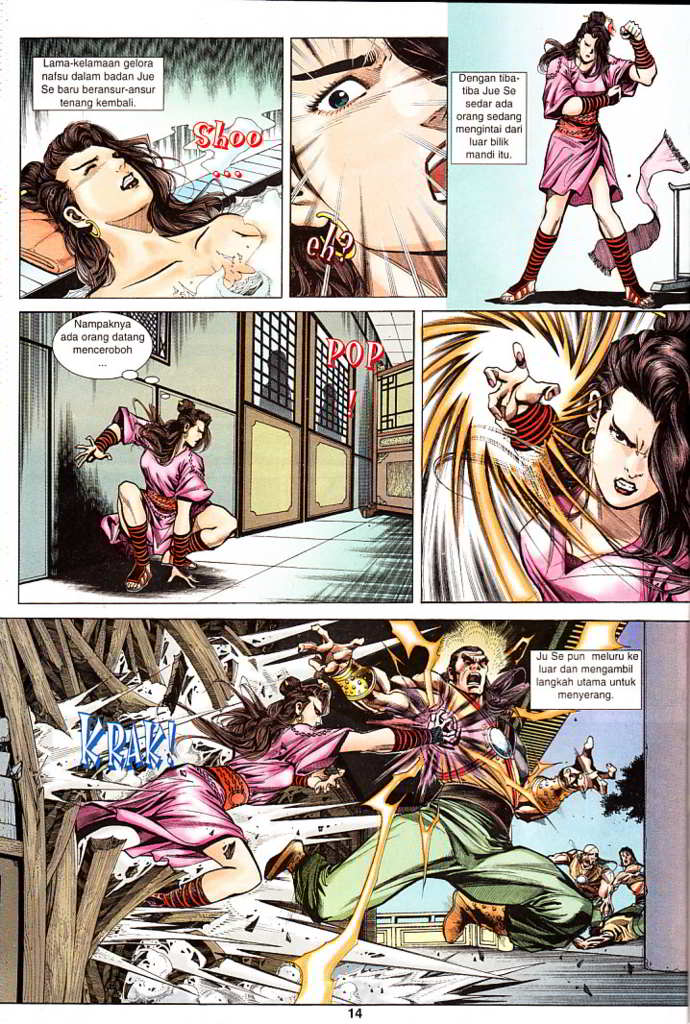 Lama-kelamaan gelora
nafsu dalam badan Jue
Se baru beransur-ansur
tenang kembali.
Shoo
...
eh?
Dengan tiba-
tiba Jue Se
sedar ada
orang sedang
mengintai dari
luar bilik
mandi itu.
Nampaknya
ada orang datang
menceroboh
...
POP
!
Ju Se pun meluru ke
luar dan mengambil
langkah utama untuk
menyerang.
KRAK!
14